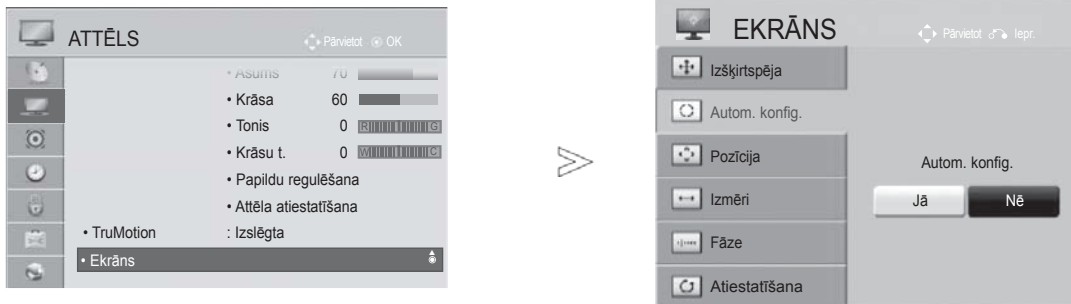 ATTĒLS
Pārvietot OK
• Asums 70
• Krāsa 60
• Tonis 0 R G
• Krāsu t. 0 W C
• Papildu regulēšana
• Attēla atiestatīšana
• TruMotion : Izslēgta
• Ekrāns
EKRĀNS
Pārvietot Iepr.
Izšķirtspēja
Autom. konfig.
Pozīcija
Izmēri
Fāze
Atiestatīšana
Autom. konfig.
Jā Nē